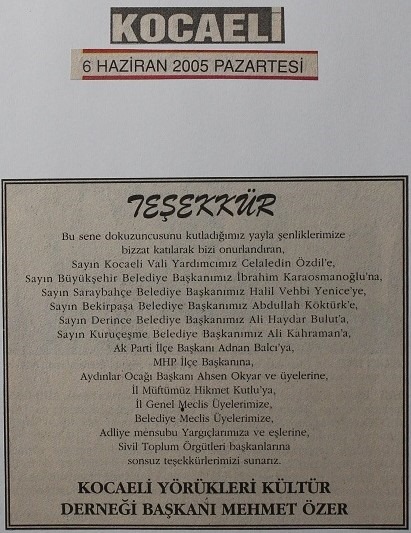 KOCAELİ
6 HAZİRAN 2005 PAZARTESİ
TEŞEKKÜR
Bu sene dokuzuncusunu kutladığımız yayla şenliklerimize
bizzat katılarak bizi onurlandıran,
Sayın Kocaeli Vali Yardımcımız Celaledin Özdil'e,
Sayın Büyükşehir Belediye Başkanımız İbrahim Karaosmanoğlu'na,
Sayın Saraybahçe Belediye Başkanımız Halil Vehbi Yenice'ye,
Sayın Bekirpaşa Belediye Başkanımız Abdullah Köktürk'e,
Sayın Derince Belediye Başkanımız Ali Haydar Bulut'a,
Sayın Kuruçeşme Belediye Başkanımız Ali Kahraman'a,
Ak Parti İlçe Başkanı Adnan Balcı'ya,
MHP İlçe Başkanına,
Aydınlar Ocağı Başkanı Ahsen Okyar ve üyelerine,
İl Müftümüz Hikmet Kutlu'ya,
İl Genel Meclis Üyelerimize,
Belediye Meclis Üyelerimize,
Adliye mensubu Yargıçlarımıza ve eşlerine,
Sivil Toplum Örgütleri başkanlarına
sonsuz teşekkürlerimizi sunarız.
KOCAELİ YÖRÜKLERİ KÜLTÜR
DERNEĞİ BAŞKANI MEHMET ÖZER